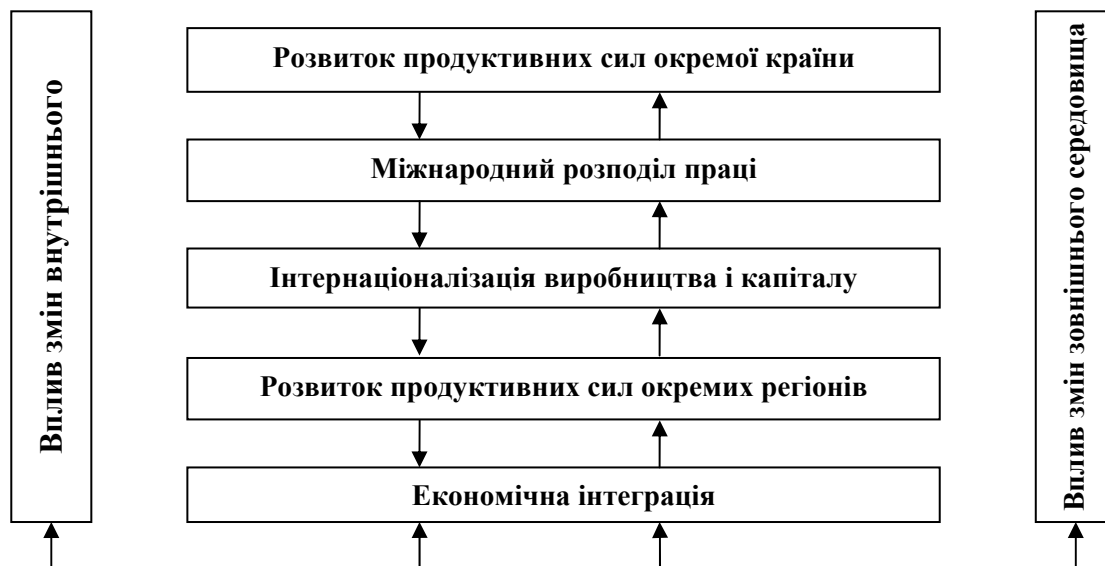 Вплив змін внутрішнього
Розвиток продуктивних сил окремої країни
Міжнародний розподіл праці
Інтернаціоналізація виробництва і капіталу
Розвиток продуктивних сил окремих регіонів
Економічна інтеграція
Вплив змін зовнішнього середовища